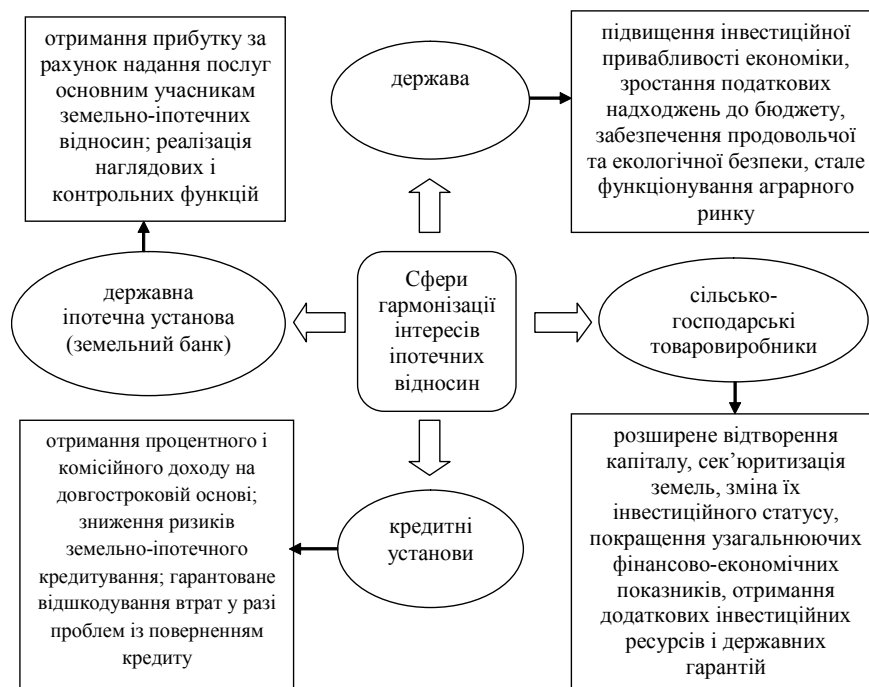 отримання прибутку за
рахунок надання послуг
основним учасникам
земельно-іпотечних
відносин; реалізація
наглядових і
контрольних функцій
держава
підвищення інвестиційної
привабливості економіки,
зростання податкових
надходжень до бюджету,
забезпечення продовольчої
та екологічної безпеки, стале
функціонування аграрного
ринку
державна
іпотечна установа
(земельний банк)
Сфери
гармонізації
інтересів
іпотечних
відносин
сільсько-
господарські
товаровиробники
отримання процентного і
комісійного доходу на
довгостроковій основі;
зниження ризиків
земельно-іпотечного
кредитування; гарантоване
відшкодування втрат у разі
проблем із поверненням
кредиту
кредитні
установи
розширене відтворення
капіталу, сек’юритизація
земель, зміна їх
інвестиційного статусу,
покращення узагальнюючих
фінансово-економічних
показників, отримання
додаткових інвестиційних
ресурсів і державних
гарантій